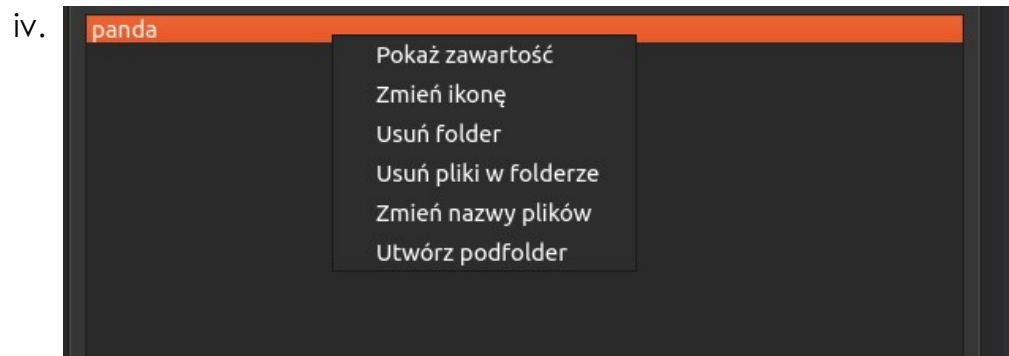 iv.
panda
Pokaż zawartość
Zmień ikonę
Usuń folder
Usuń pliki w folderze
Zmień nazwy plików
Utwórz podfolder